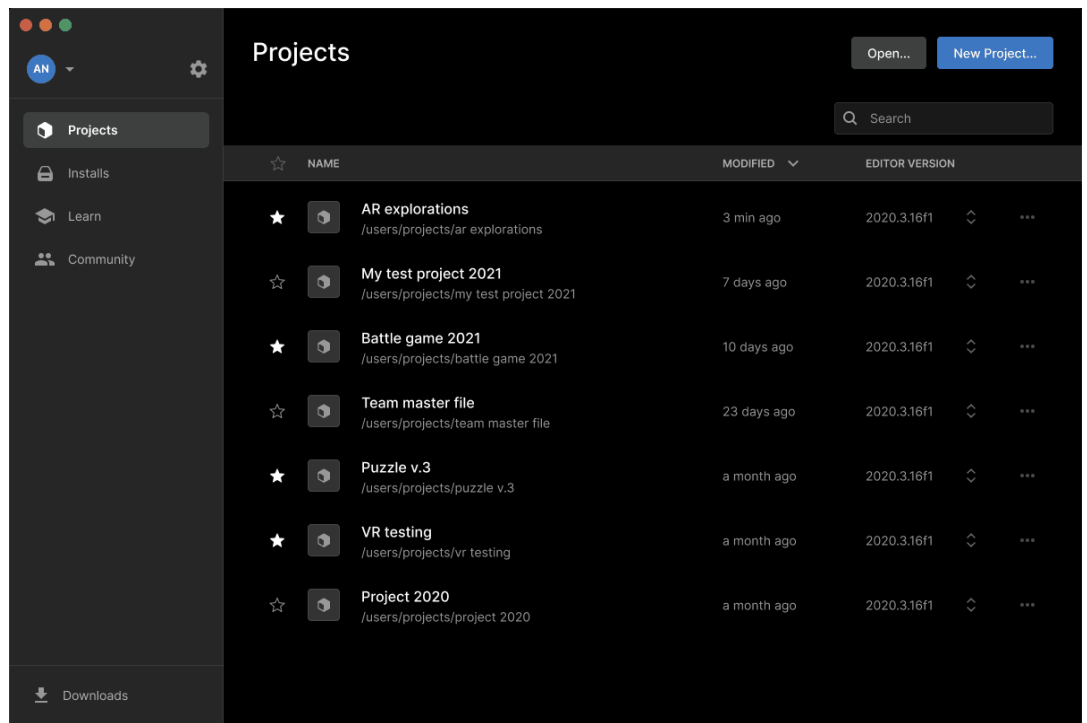 AN
Projects
Open...
New Project...
Search
Projects
Installs
Learn
Community
NAME
MODIFIED
EDITOR VERSION
AR explorations
/users/projects/ar explorations
3 min ago
2020.3.16f1
My test project 2021
/users/projects/my test project 2021
7 days ago
2020.3.16f1
Battle game 2021
/users/projects/battle game 2021
10 days ago
2020.3.16f1
Team master file
/users/projects/team master file
23 days ago
2020.3.16f1
Puzzle v.3
/users/projects/puzzle v.3
a month ago
2020.3.16f1
VR testing
/users/projects/vr testing
a month ago
2020.3.16f1
Project 2020
/users/projects/project 2020
a month ago
2020.3.16f1
Downloads